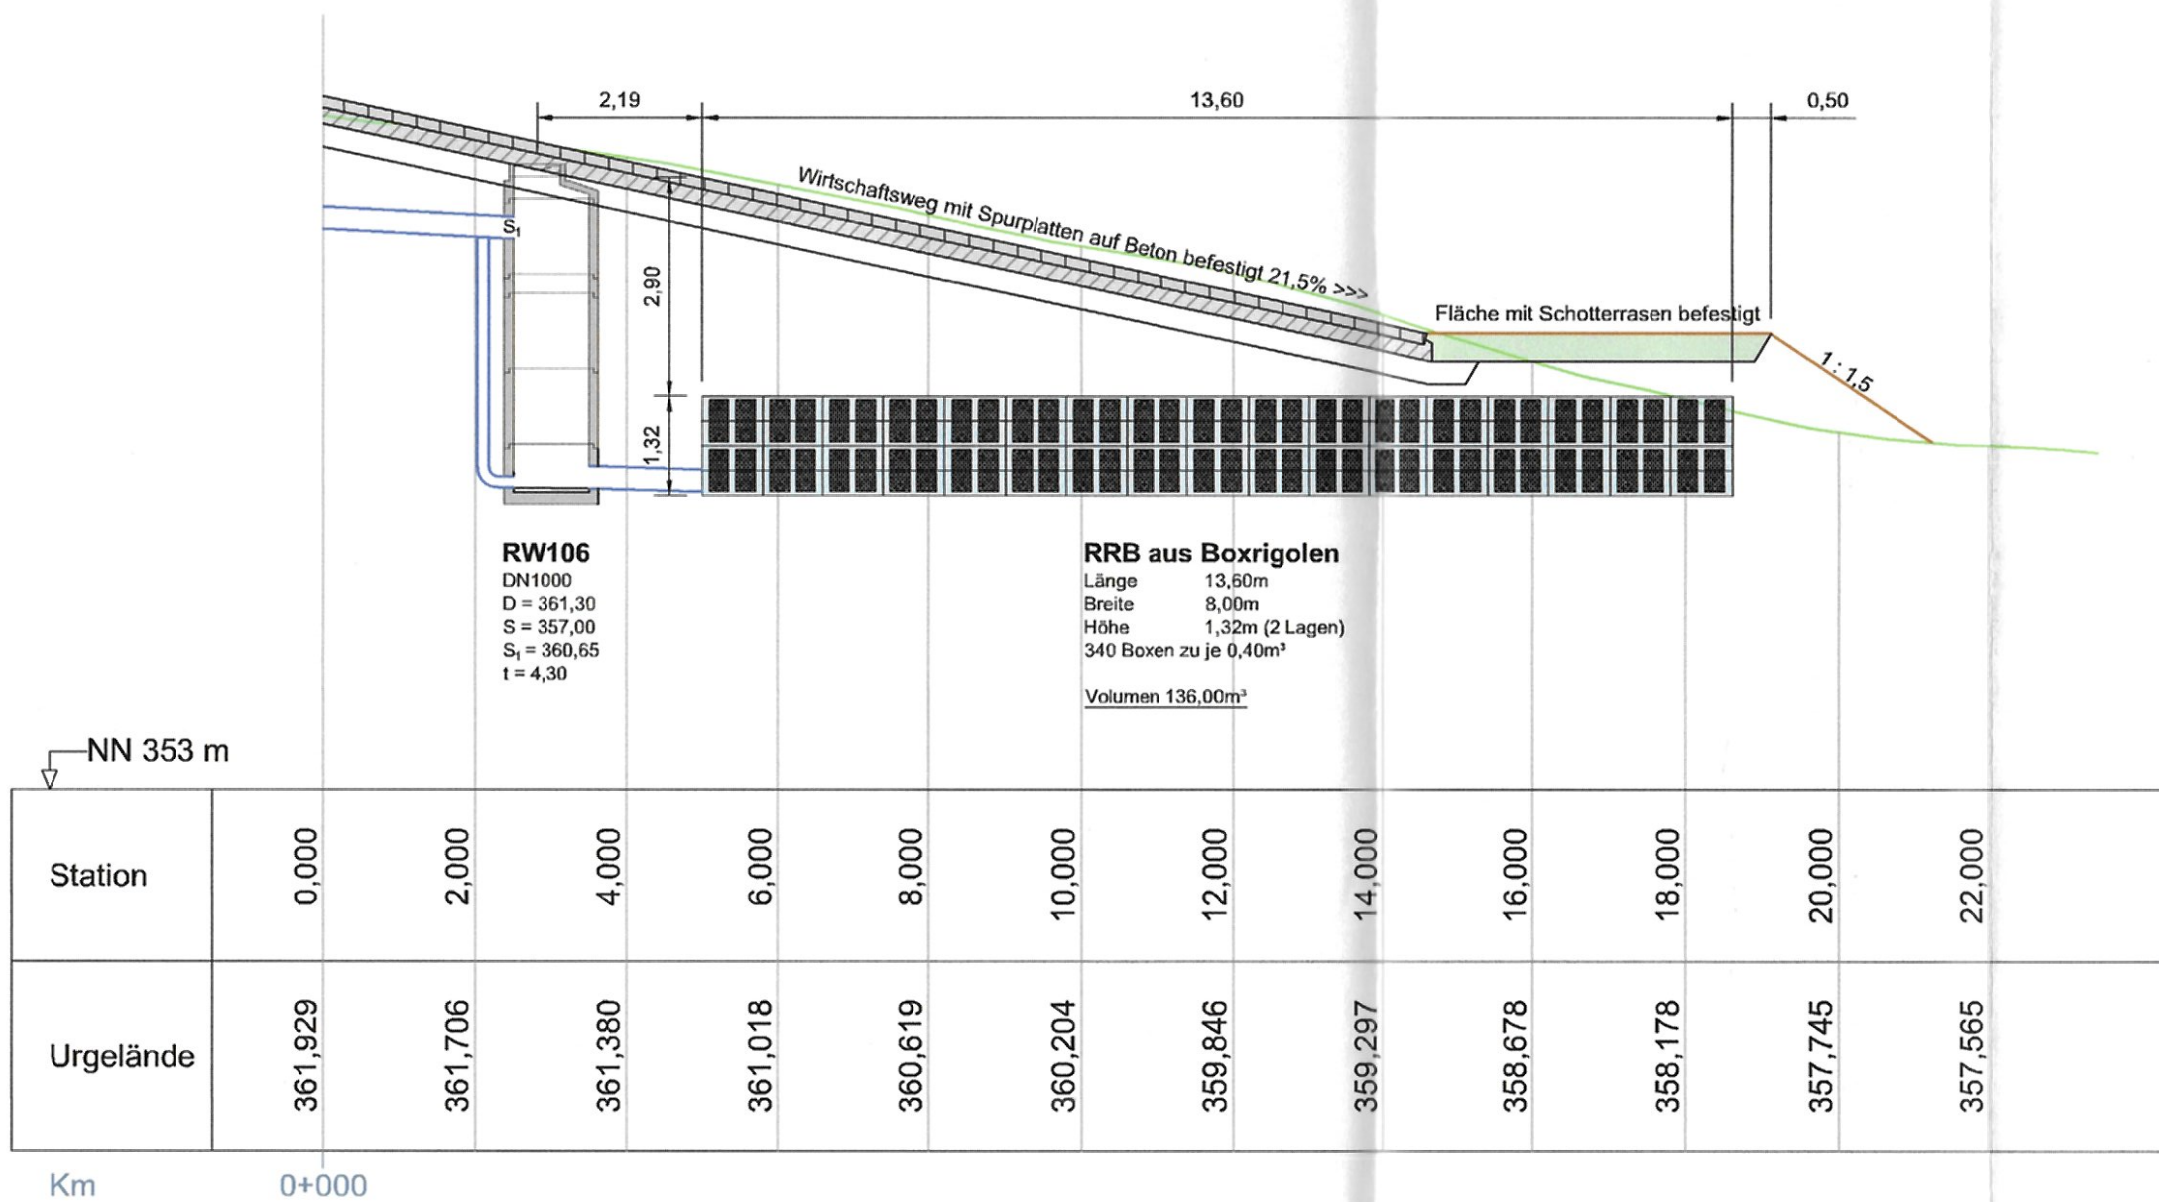 2,19
13,60
0,50
Wirtschaftsweg mit Spurplatten auf Beton befestigt 21,5% >>>
S₁
2,90
Fläche mit Schotterrasen befestigt
1 : 1,5
1,32
RW106
DN1000
D = 361,30
S = 357,00
S₁ = 360,65
t = 4,30
RRB aus Boxrigolen
Länge 13,60m
Breite 8,00m
Höhe 1,32m (2 Lagen)
340 Boxen zu je 0,40m³
Volumen 136,00m³
NN 353 m
Station 0,000 2,000 4,000 6,000 8,000 10,000 12,000 14,000 16,000 18,000 20,000 22,000
Urgelände 361,929 361,706 361,380 361,018 360,619 360,204 359,846 359,297 358,678 358,178 357,745 357,565
Km 0+000